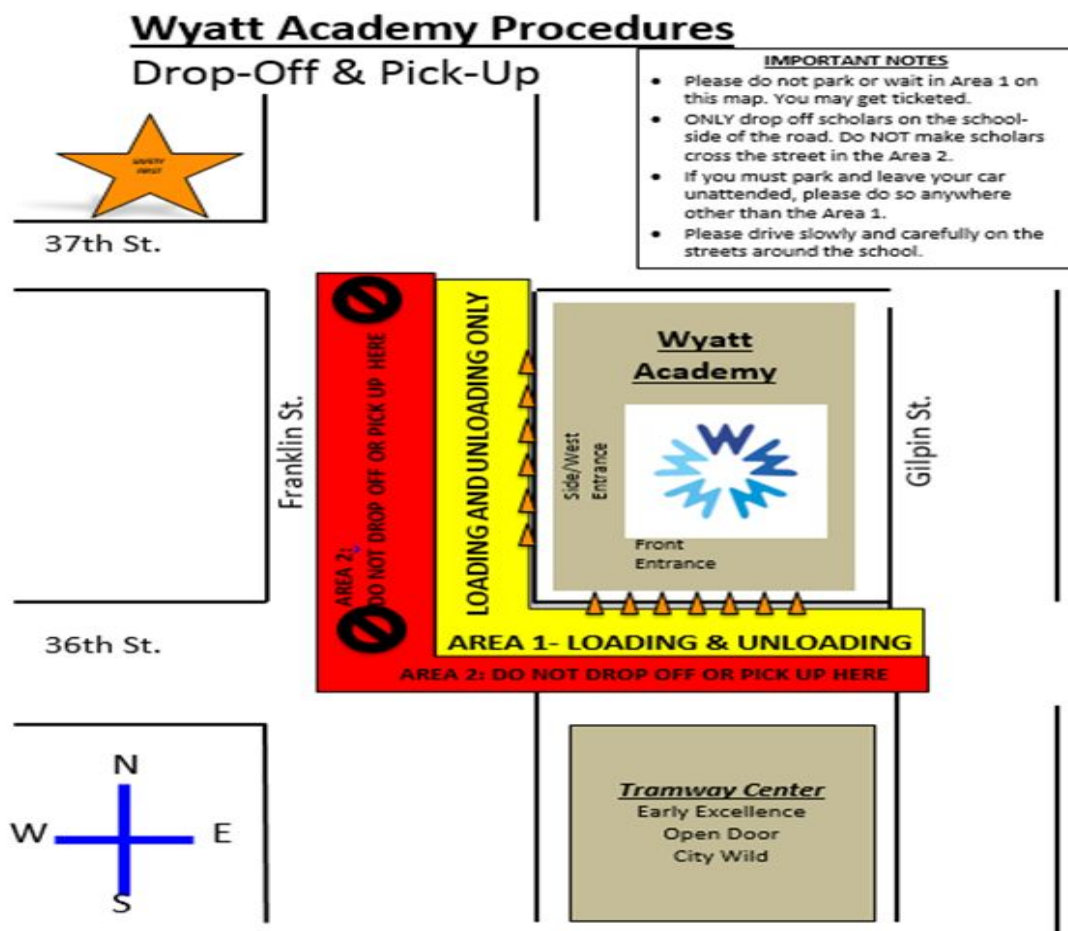 Wyatt Academy Procedures
Drop-Off & Pick-Up
IMPORTANT NOTES
• Please do not park or wait in Area 1 on
this map. You may get ticketed.
• ONLY drop off scholars on the school-
side of the road. Do NOT make scholars
cross the street in the Area 2.
• If you must park and leave your car
unattended, please do so anywhere
other than the Area 1.
• Please drive slowly and carefully on the
streets around the school.
SAFETY
FIRST
37th St.
Franklin St.
AREA 2:
DO NOT DROP OFF OR PICK UP HERE
LOADING AND UNLOADING ONLY
Wyatt
Academy
Side/West
Entrance
Front
Entrance
Gilpin St.
36th St.
AREA 1- LOADING & UNLOADING
AREA 2: DO NOT DROP OFF OR PICK UP HERE
N
W
E
S
Tramway Center
Early Excellence
Open Door
City Wild